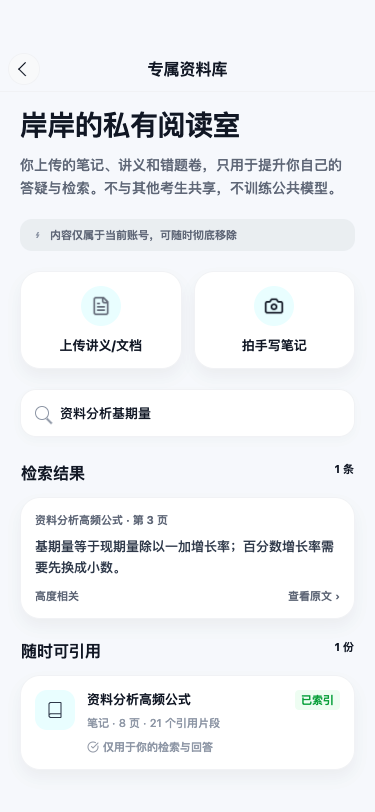 专属资料库
岸岸的私有阅读室
你上传的笔记、讲义和错题卷，只用于提升你自己的
答疑与检索。不与其他考生共享，不训练公共模型。
内容仅属于当前账号，可随时彻底移除
上传讲义/文档
拍手写笔记
资料分析基期量
检索结果
1 条
资料分析高频公式 · 第 3 页
基期量等于现期量除以一加增长率；百分数增长率需
要先换成小数。
高度相关
查看原文 ›
随时可引用
1 份
资料分析高频公式
已索引
笔记 · 8 页 · 21 个引用片段
仅用于你的检索与回答